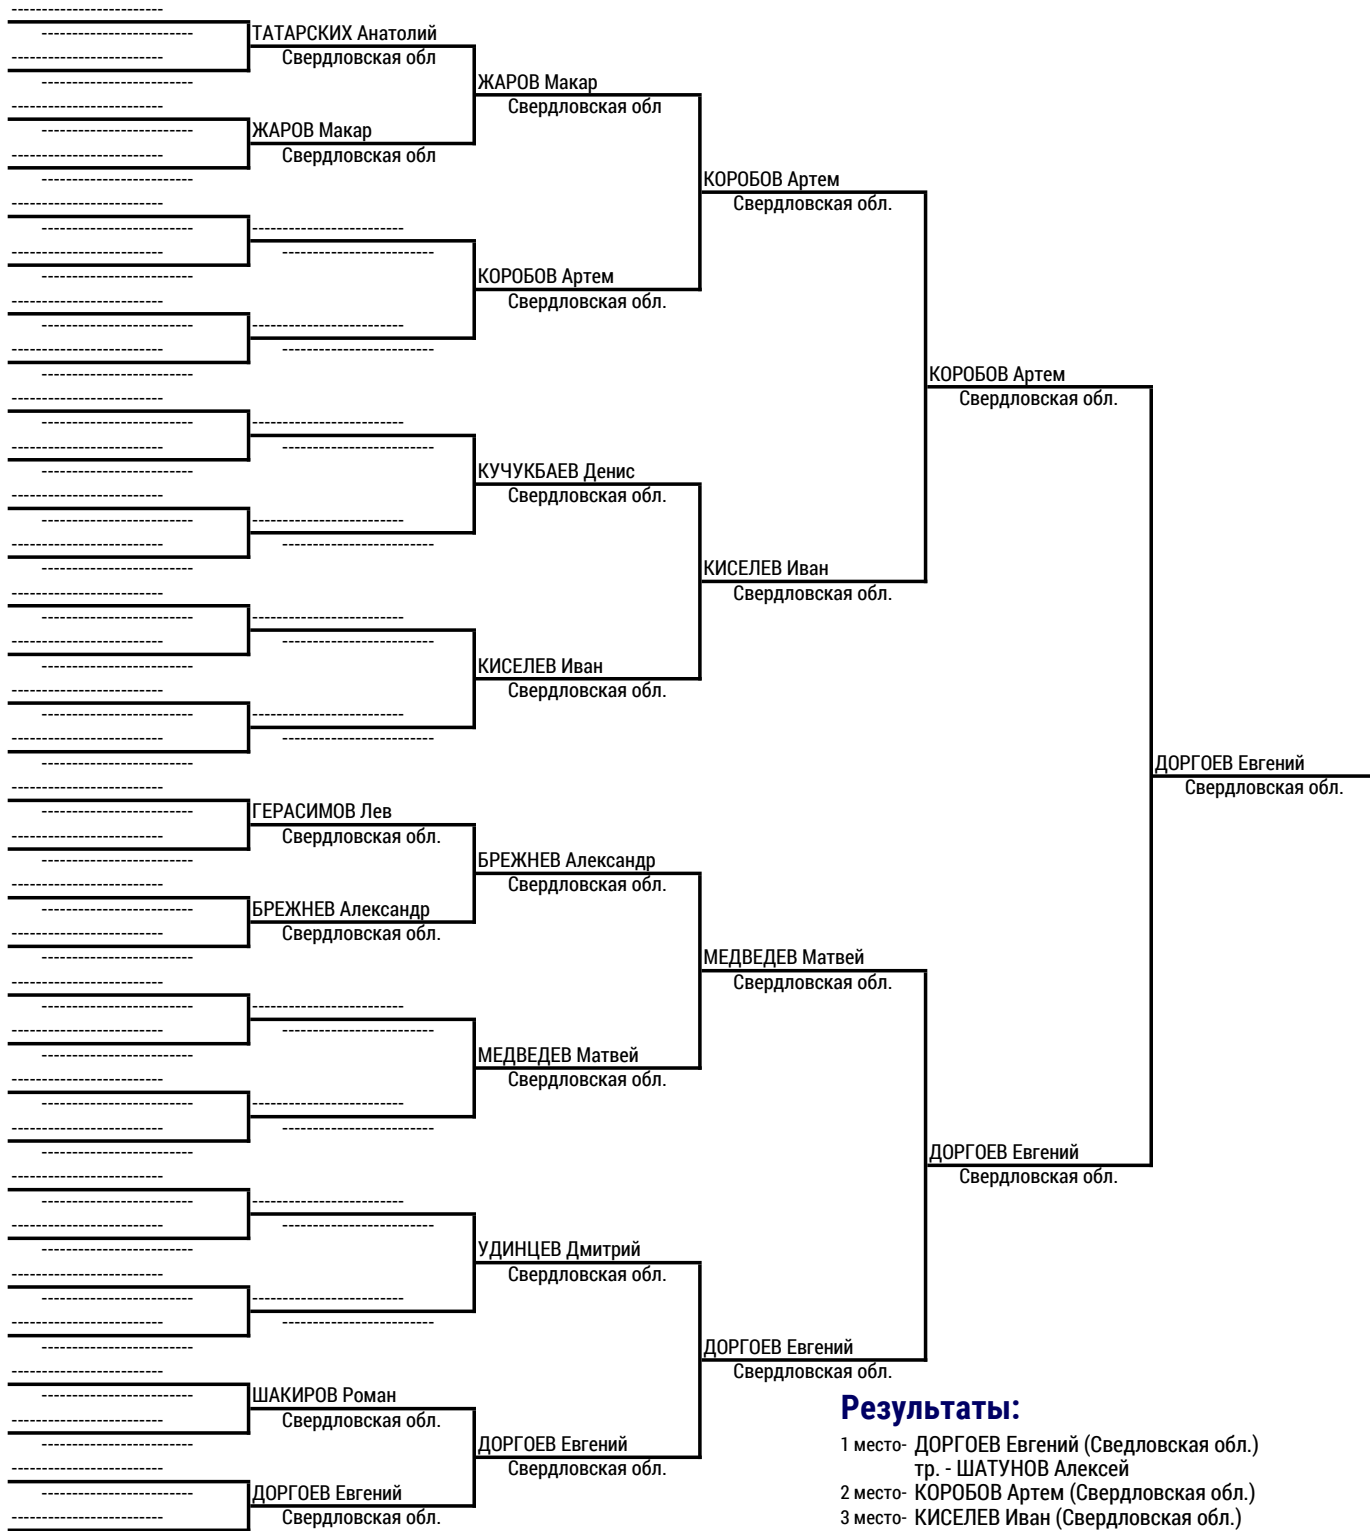 ТАТАРСКИХ Анатолий
Свердловская обл
ЖАРОВ Макар
Свердловская обл
ЖАРОВ Макар
Свердловская обл
КОРОБОВ Артем
Свердловская обл.
КОРОБОВ Артем
Свердловская обл.
КОРОБОВ Артем
Свердловская обл.
КУЧУКБАЕВ Денис
Свердловская обл.
КИСЕЛЕВ Иван
Свердловская обл.
КИСЕЛЕВ Иван
Свердловская обл.
ДОРГОЕВ Евгений
Свердловская обл.
ГЕРАСИМОВ Лев
Свердловская обл.
БРЕЖНЕВ Александр
Свердловская обл.
БРЕЖНЕВ Александр
Свердловская обл.
МЕДВЕДЕВ Матвей
Свердловская обл.
МЕДВЕДЕВ Матвей
Свердловская обл.
ДОРГОЕВ Евгений
Свердловская обл.
УДИНЦЕВ Дмитрий
Свердловская обл.
ДОРГОЕВ Евгений
Свердловская обл.
ШАКИРОВ Роман
Свердловская обл.
ДОРГОЕВ Евгений
Свердловская обл.
ДОРГОЕВ Евгений
Свердловская обл.
Результаты:
1 место- ДОРГОЕВ Евгений (Сведловская обл.)
тр. - ШАТУНОВ Алексей
2 место- КОРОБОВ Артем (Свердловская обл.)
3 место- КИСЕЛЕВ Иван (Свердловская обл.)